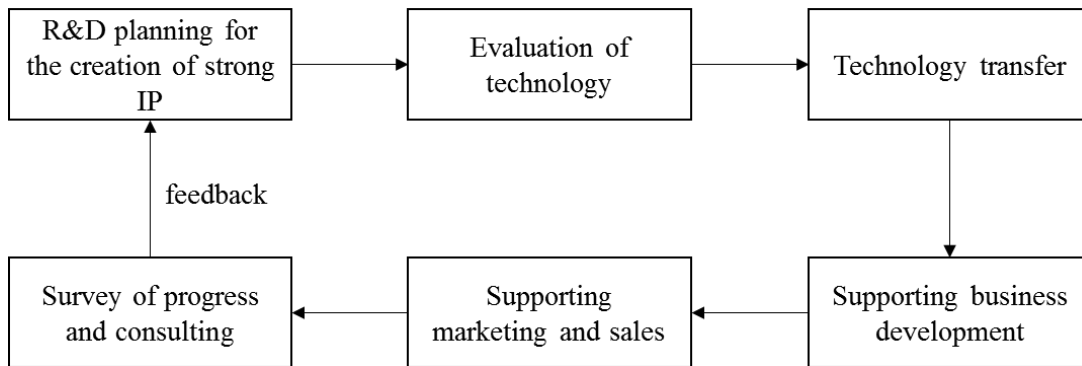 R&D planning for
the creation of strong
IP
Evaluation of
technology
Technology transfer
feedback
Survey of progress
and consulting
Supporting
marketing and sales
Supporting business
development